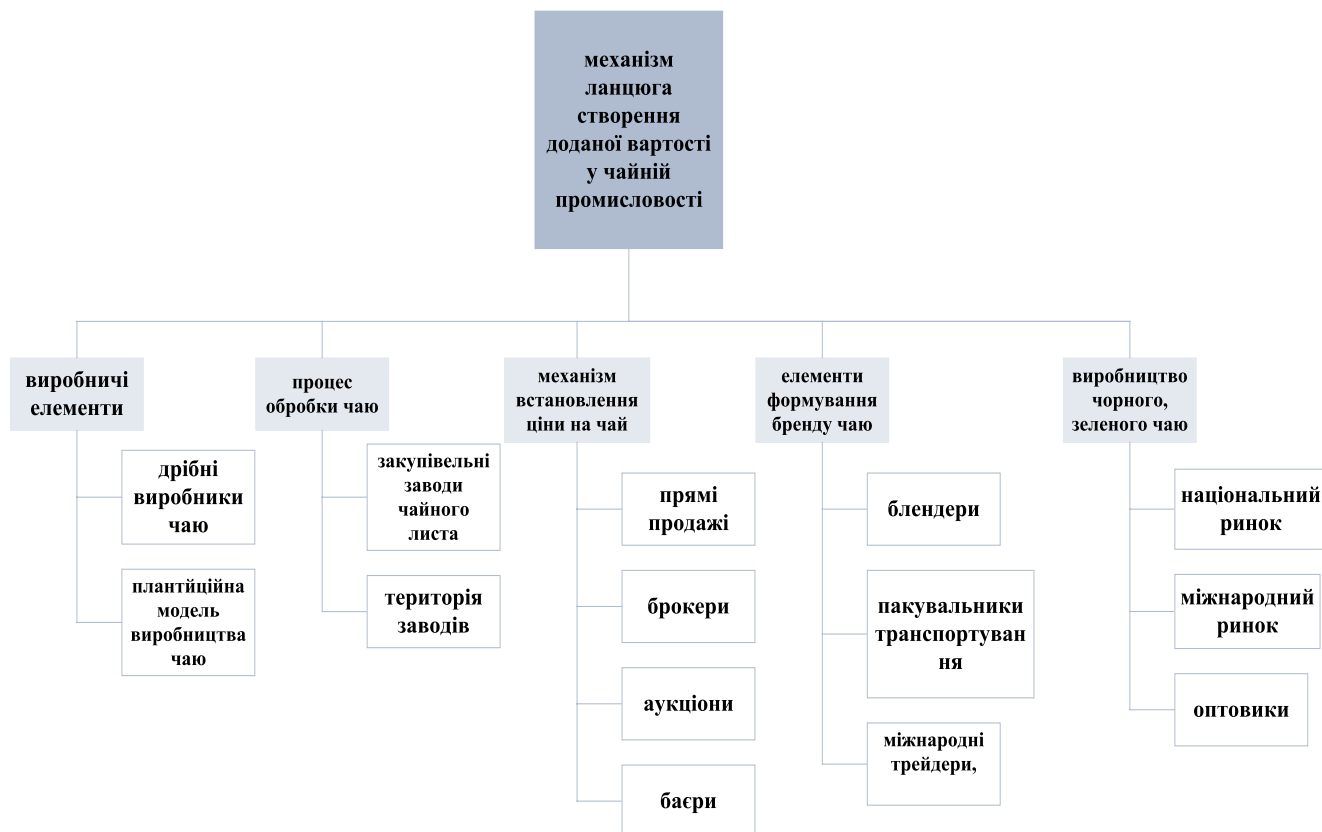 механізм
ланцюга
створення
доданої вартості
у чайній
промисловості
виробничі
елементи
дрібні
виробники
чаю
плантйційна
модель
виробництва
чаю
процес
обробки чаю
закупівельні
заводи
чайного
листа
територія
заводів
механізм
встановлення
ціни на чай
прямі
продажі
брокери
аукціони
баєри
елементи
формування
бренду чаю
блендери
пакувальники
транспортуван
ня
міжнародні
трейдери,
виробництво
чорного,
зеленого чаю
національний
ринок
міжнародний
ринок
оптовики